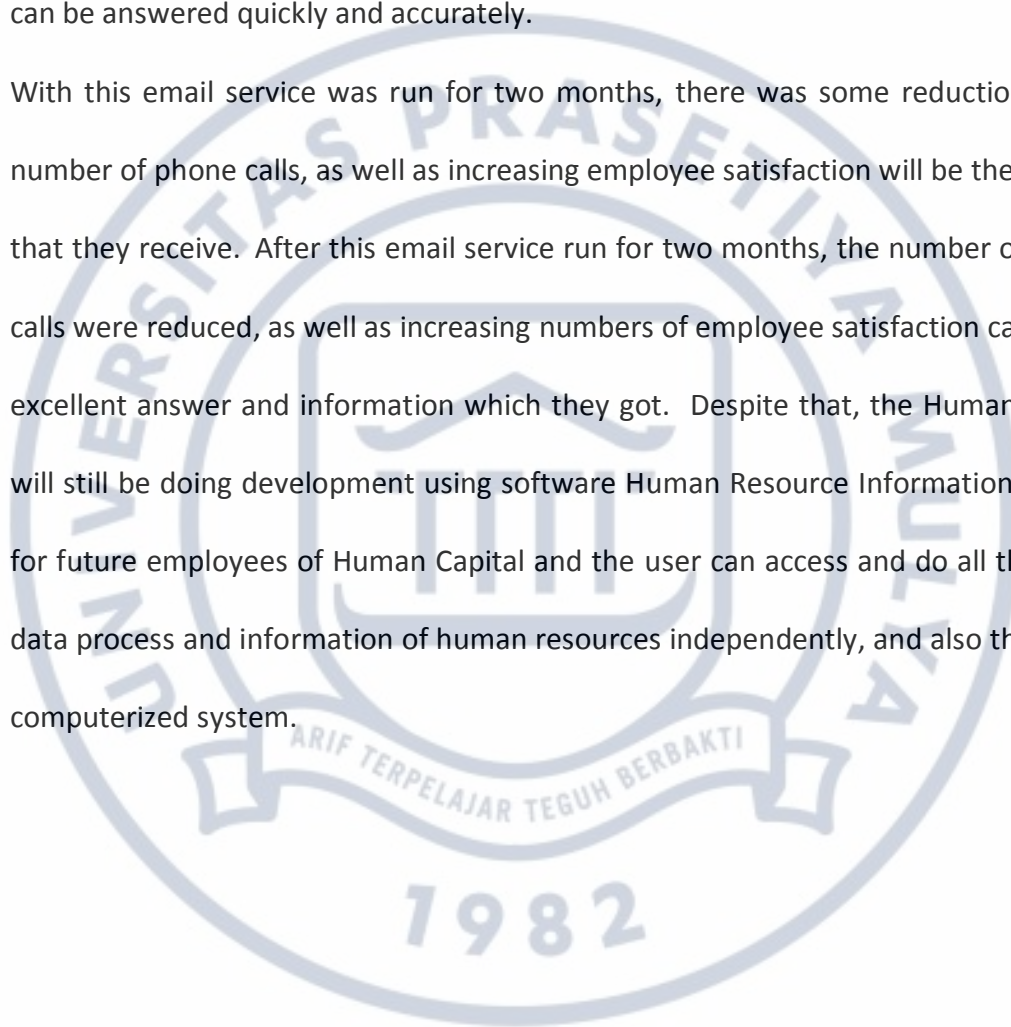 can be answered quickly and accurately.
With this email service was run for two months, there was some reductio
number of phone calls, as well as increasing employee satisfaction will be the
that they receive. After this email service run for two months, the number o
calls were reduced, as well as increasing numbers of employee satisfaction ca
excellent answer and information which they got. Despite that, the Human
will still be doing development using software Human Resource Information
for future employees of Human Capital and the user can access and do all th
data process and information of human resources independently, and also th
computerized system.
UNIVERSITAS PRASETIYA MULYA
ARIF TERPELAJAR TEGUH BERBAKTI
1982